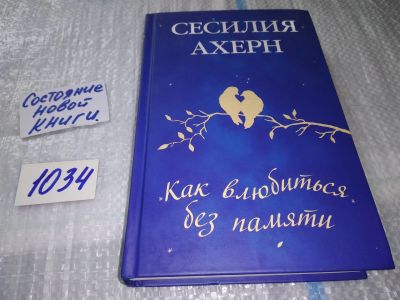 СЕСИЛИЯ
АХЕРН
Как влюбиться
без памяти
Состояние
новой
книги.
1034